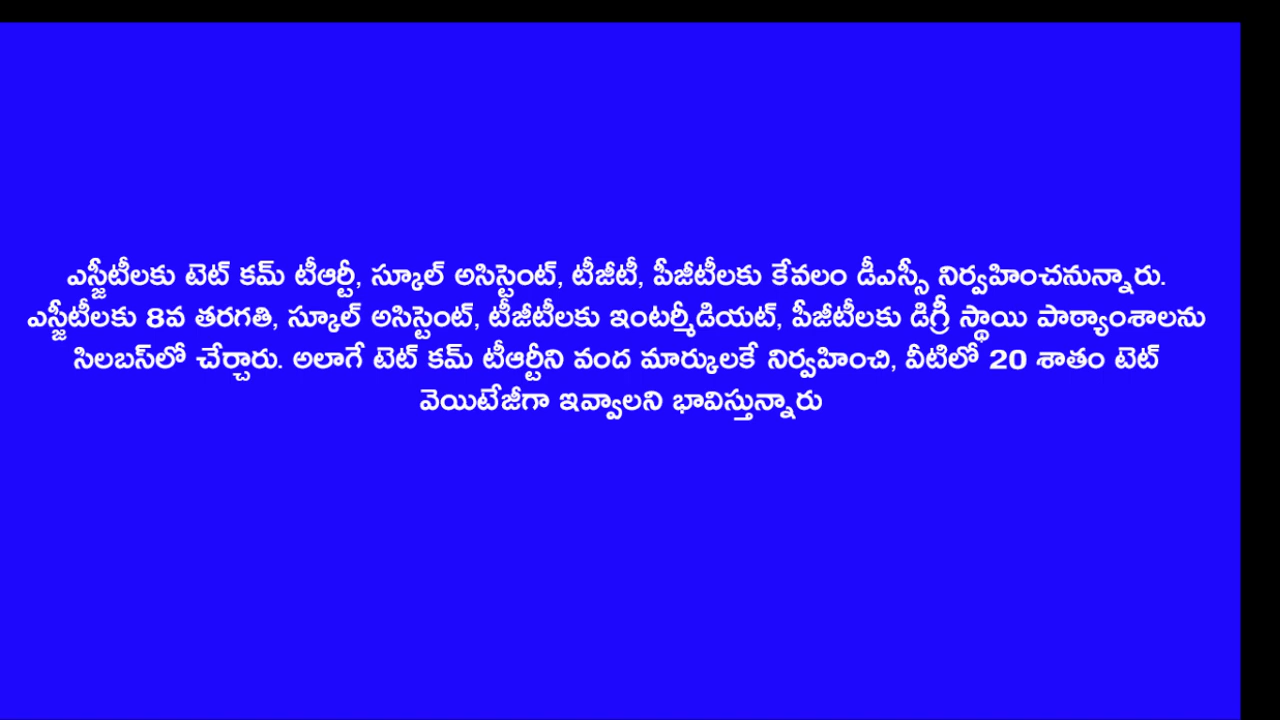 ఎస్జీటీలకు టెట్ కమ్ టీఆర్టీ, స్కూల్ అసిస్టెంట్, టీజీటీ, పీజీటీలకు కేవలం డీఎస్సీ నిర్వహించనున్నారు.
ఎస్జీటీలకు 8వ తరగతి, స్కూల్ అసిస్టెంట్, టీజీటీలకు ఇంటర్మీడియట్, పీజీటీలకు డిగ్రీ స్థాయి పాఠ్యాంశాలను
సిలబస్‌లో చేర్చారు. అలాగే టెట్ కమ్ టీఆర్టీని వంద మార్కులకే నిర్వహించి, వీటిలో 20 శాతం టెట్
వెయిటేజీగా ఇవ్వాలని భావిస్తున్నారు